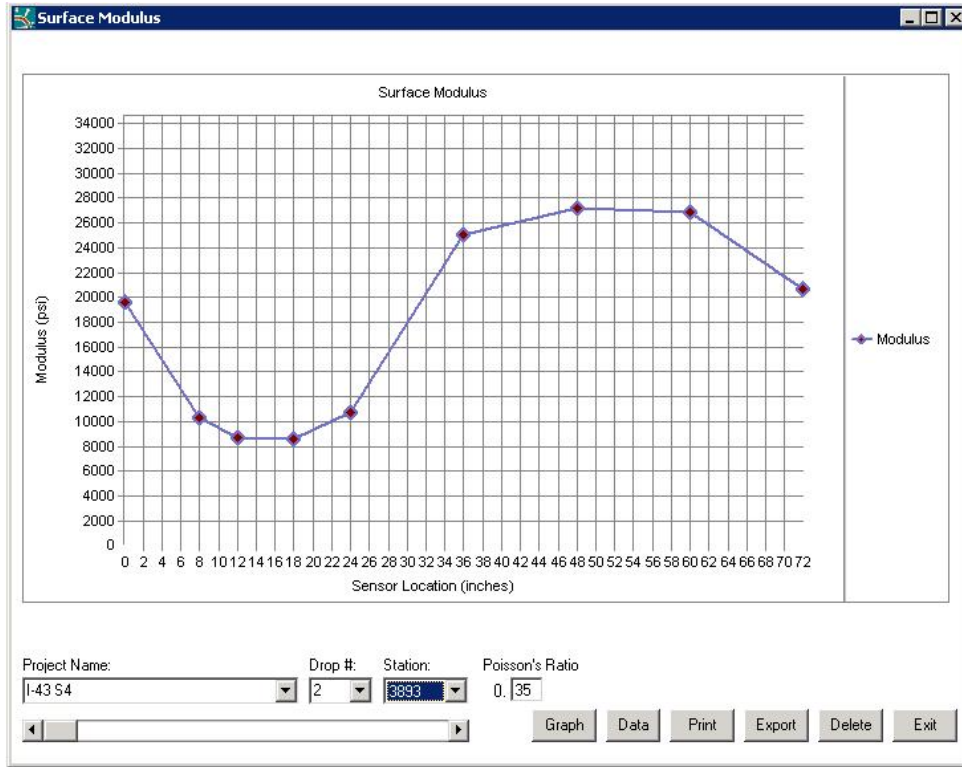 Surface Modulus
Surface Modulus
34000
32000
30000
28000
26000
24000
22000
20000
18000
16000
14000
12000
10000
8000
6000
4000
2000
0
Modulus (psi)
0 2 4 6 8 10 12 14 16 18 20 22 24 26 28 30 32 34 36 38 40 42 44 46 48 50 52 54 56 58 60 62 64 66 68 70 72
Sensor Location (inches)
Modulus
Project Name: Drop #: Station: Poisson's Ratio
I-43 S4 2 3893 0. 35
Graph Data Print Export Delete Exit